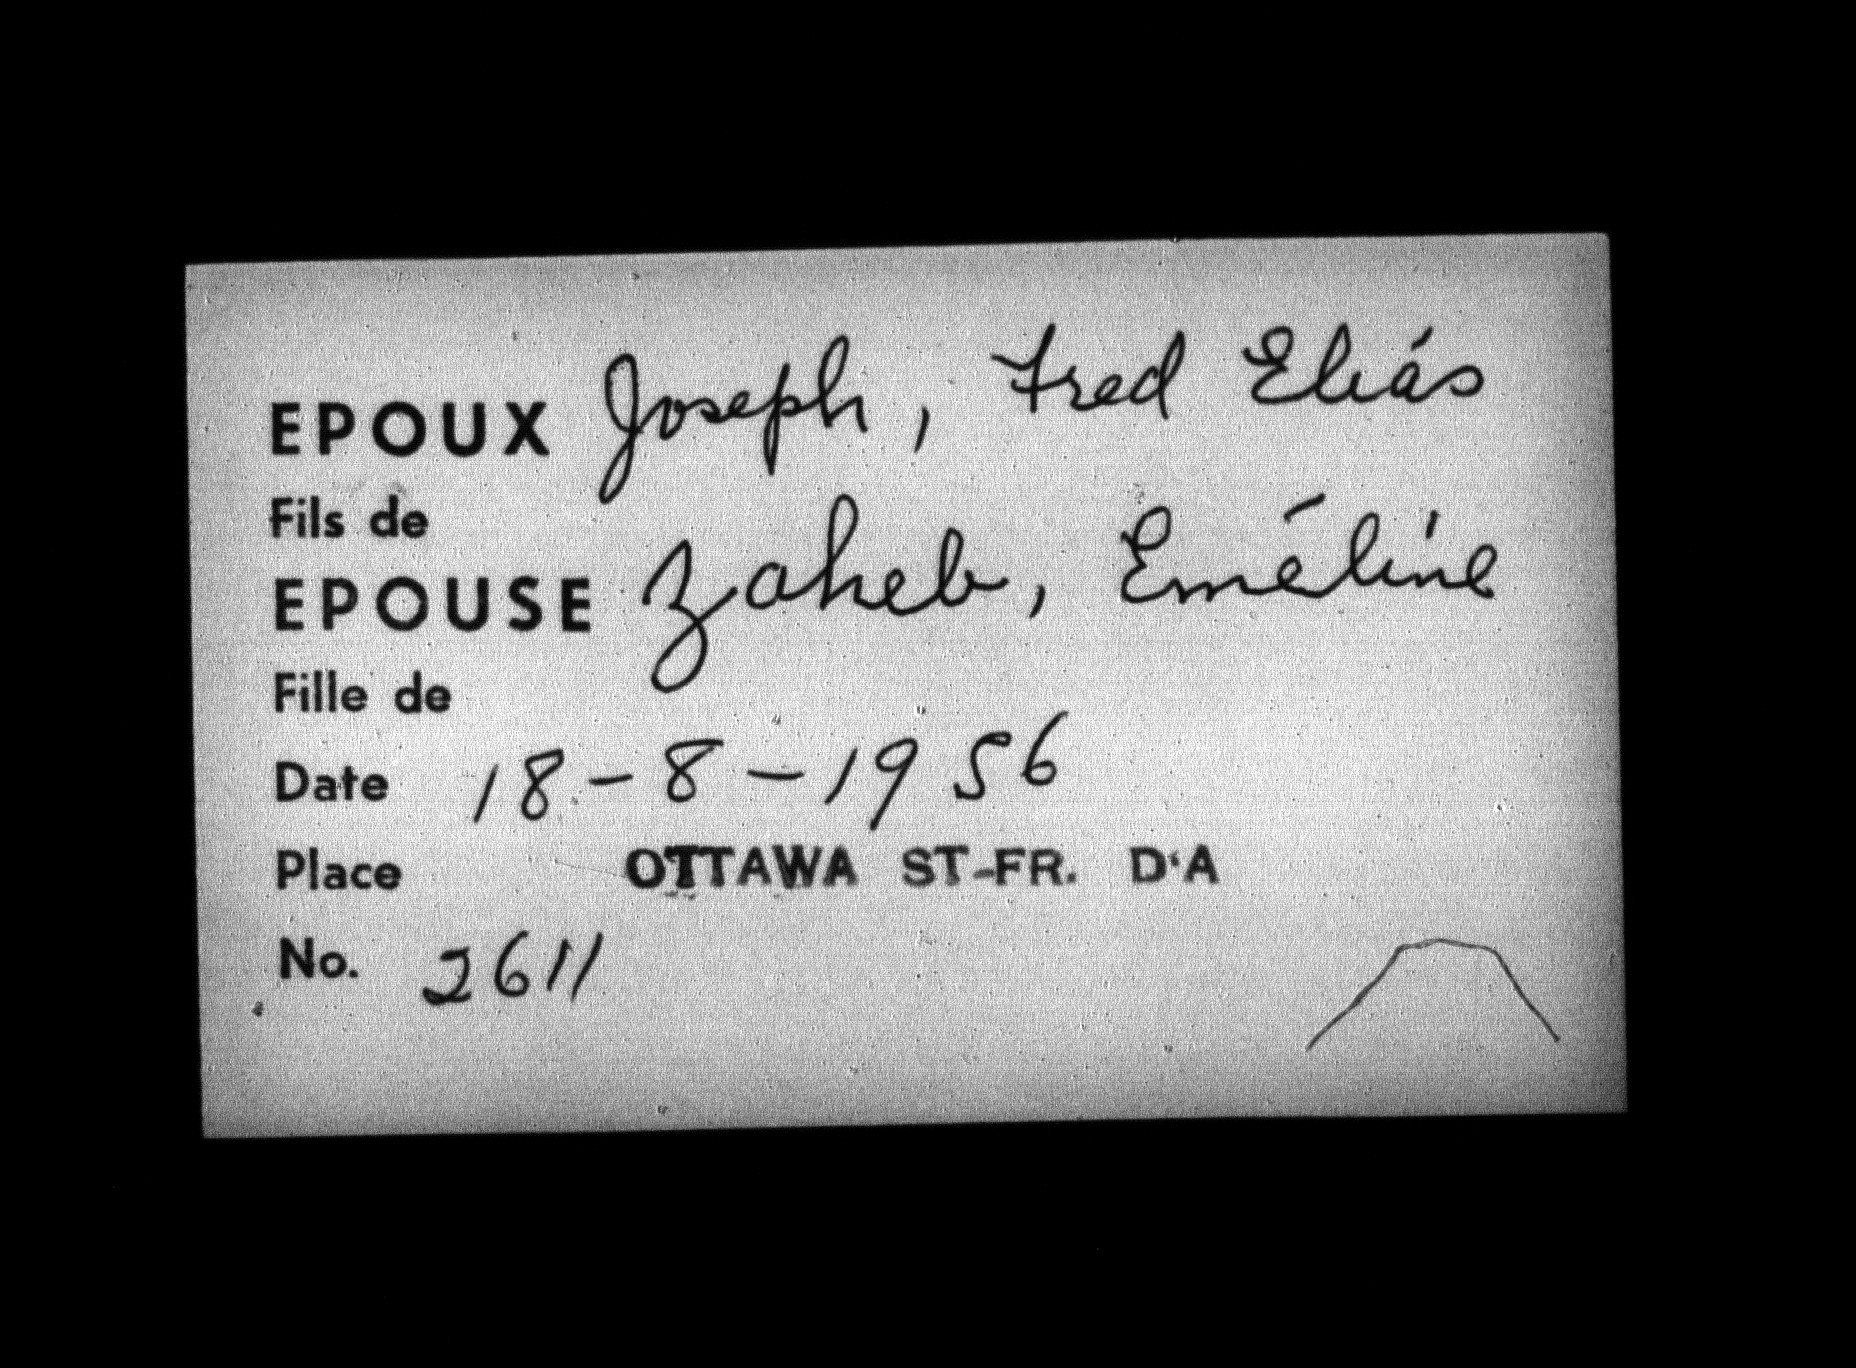 EPOUX Joseph, Fred Elias
Fils de
EPOUSE Zaheb, Eméline
Fille de
Date 18-8-1956
Place OTTAWA ST-FR. D'A
No. 2611